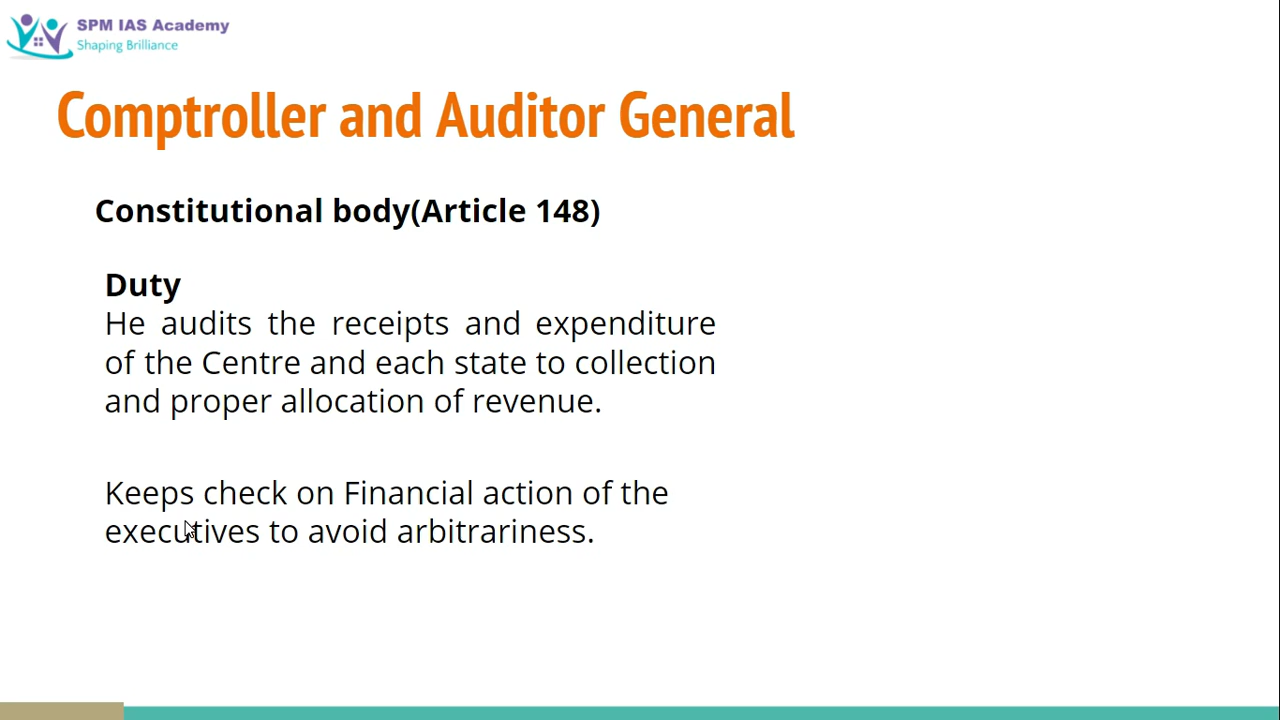 SPM IAS Academy
Shaping Brilliance
Comptroller and Auditor General
Constitutional body(Article 148)
Duty
He audits the receipts and expenditure
of the Centre and each state to collection
and proper allocation of revenue.
Keeps check on Financial action of the
executives to avoid arbitrariness.